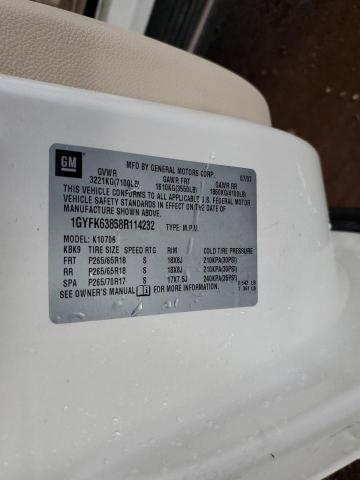 GM
MFD BY GENERAL MOTORS CORP.
07/07
GVWR GAWR FRT GAWR RR
3221KG(7100LB) 1610KG(3550LB) 1860KG(4100LB)
THIS VEHICLE CONFORMS TO ALL APPLICABLE U.S. FEDERAL MOTOR
VEHICLE SAFETY STANDARDS IN EFFECT ON THE DATE OF
MANUFACTURE SHOWN ABOVE.
1GYFK63858R114232 TYPE: M.P.V.
MODEL: K10706
KBK9 TIRE SIZE SPEED RTG RIM COLD TIRE PRESSURE
FRT P265/65R18 S 18X8J 210KPA(30PSI)
RR P265/65R18 S 18X8J 210KPA(30PSI)
SPA P265/70R17 S 17X7.5J 240KPA(35PSI)
SEE OWNER'S MANUAL FOR MORE INFORMATION.